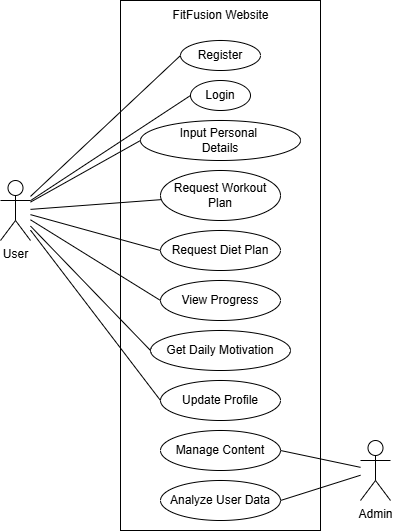 FitFusion Website
Register
Login
Input Personal
Details
Request Workout
Plan
Request Diet Plan
User
View Progress
Get Daily Motivation
Update Profile
Manage Content
Analyze User Data
Admin